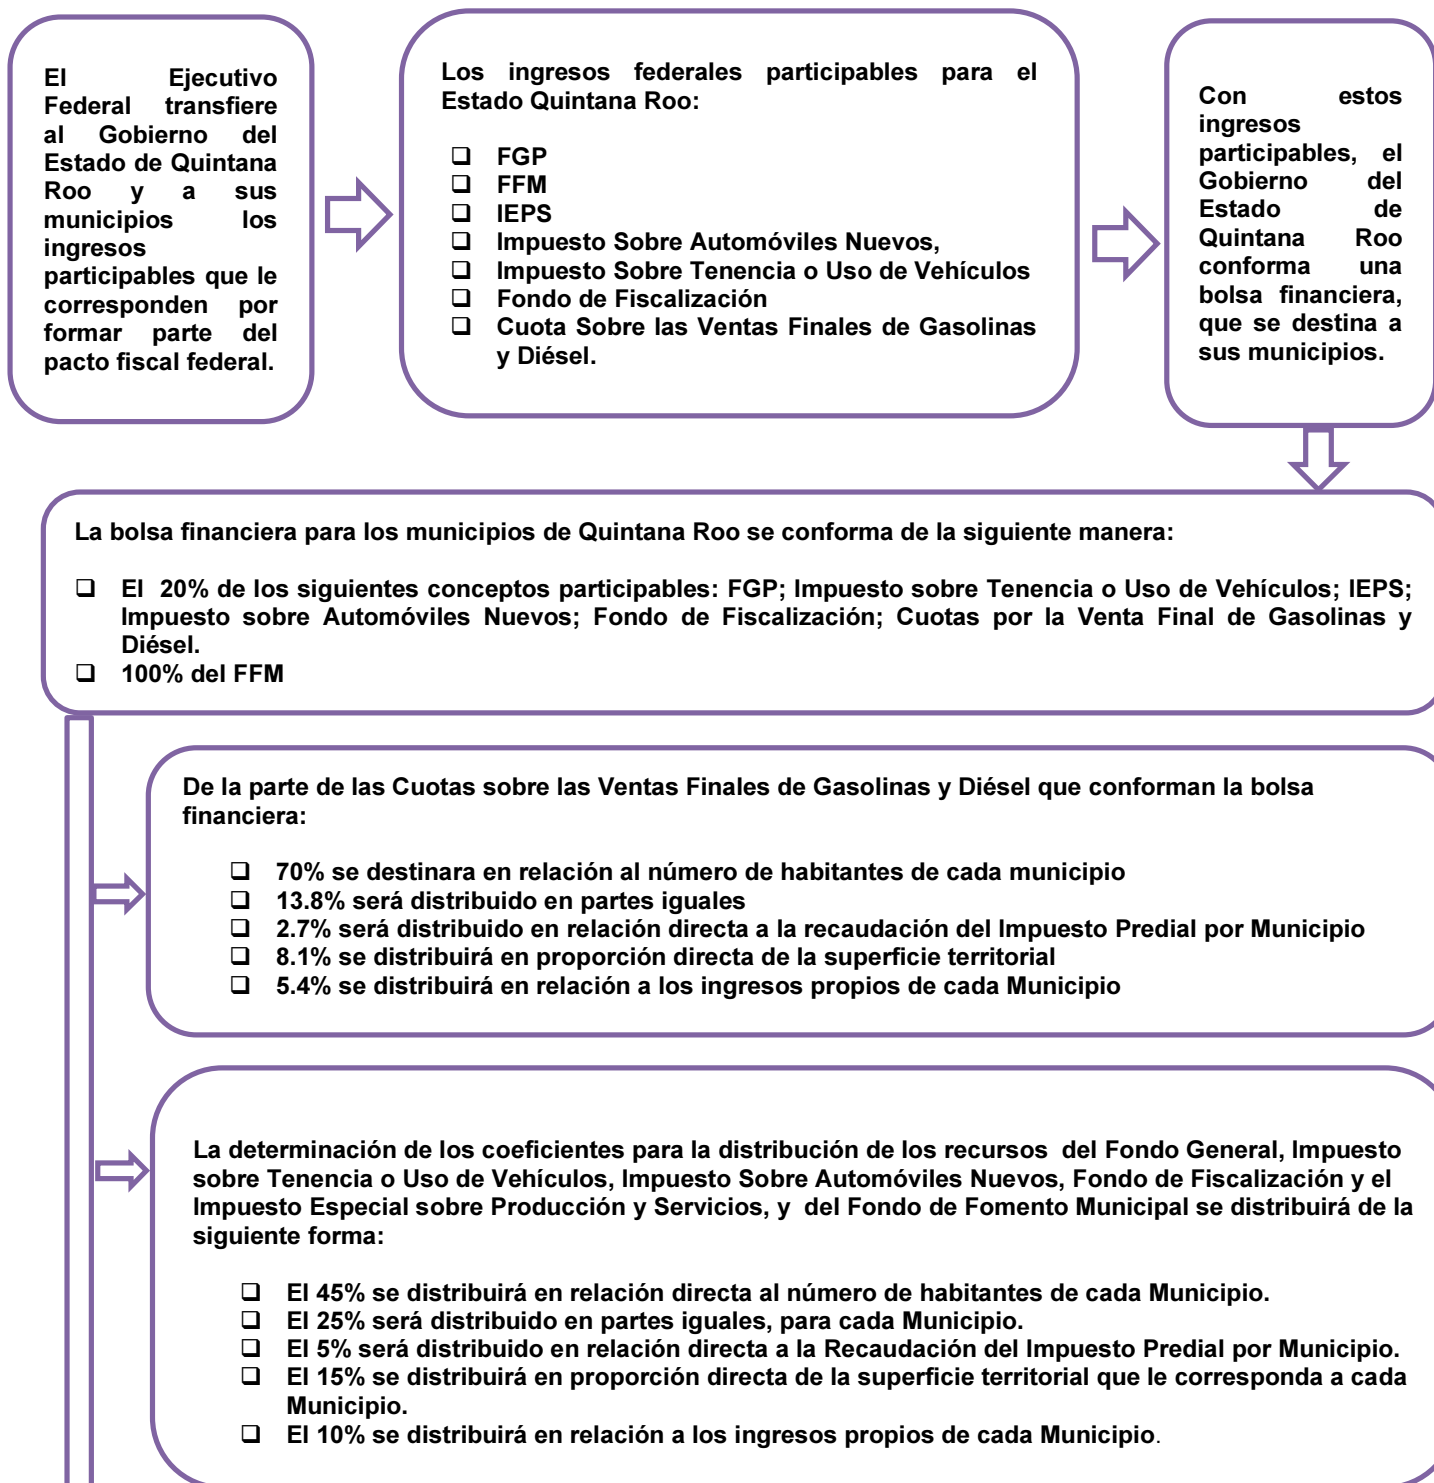 El Ejecutivo
Federal transfiere
al Gobierno del
Estado de Quintana
Roo y a sus
municipios los
ingresos
participables que le
corresponden por
formar parte del
pacto fiscal federal.
Los ingresos federales participables para el
Estado Quintana Roo:
❑ FGP
❑ FFM
❑ IEPS
❑ Impuesto Sobre Automóviles Nuevos,
❑ Impuesto Sobre Tenencia o Uso de Vehículos
❑ Fondo de Fiscalización
❑ Cuota Sobre las Ventas Finales de Gasolinas
y Diésel.
Con estos
ingresos
participables, el
Gobierno del
Estado de
Quintana Roo
conforma una
bolsa financiera,
que se destina a
sus municipios.
La bolsa financiera para los municipios de Quintana Roo se conforma de la siguiente manera:
❑ El 20% de los siguientes conceptos participables: FGP; Impuesto sobre Tenencia o Uso de Vehículos; IEPS;
Impuesto sobre Automóviles Nuevos; Fondo de Fiscalización; Cuotas por la Venta Final de Gasolinas y
Diésel.
❑ 100% del FFM
De la parte de las Cuotas sobre las Ventas Finales de Gasolinas y Diésel que conforman la bolsa
financiera:
❑ 70% se destinara en relación al número de habitantes de cada municipio
❑ 13.8% será distribuido en partes iguales
❑ 2.7% será distribuido en relación directa a la recaudación del Impuesto Predial por Municipio
❑ 8.1% se distribuirá en proporción directa de la superficie territorial
❑ 5.4% se distribuirá en relación a los ingresos propios de cada Municipio
La determinación de los coeficientes para la distribución de los recursos del Fondo General, Impuesto
sobre Tenencia o Uso de Vehículos, Impuesto Sobre Automóviles Nuevos, Fondo de Fiscalización y el
Impuesto Especial sobre Producción y Servicios, y del Fondo de Fomento Municipal se distribuirá de la
siguiente forma:
❑ El 45% se distribuirá en relación directa al número de habitantes de cada Municipio.
❑ El 25% será distribuido en partes iguales, para cada Municipio.
❑ El 5% será distribuido en relación directa a la Recaudación del Impuesto Predial por Municipio.
❑ El 15% se distribuirá en proporción directa de la superficie territorial que le corresponda a cada
Municipio.
❑ El 10% se distribuirá en relación a los ingresos propios de cada Municipio.